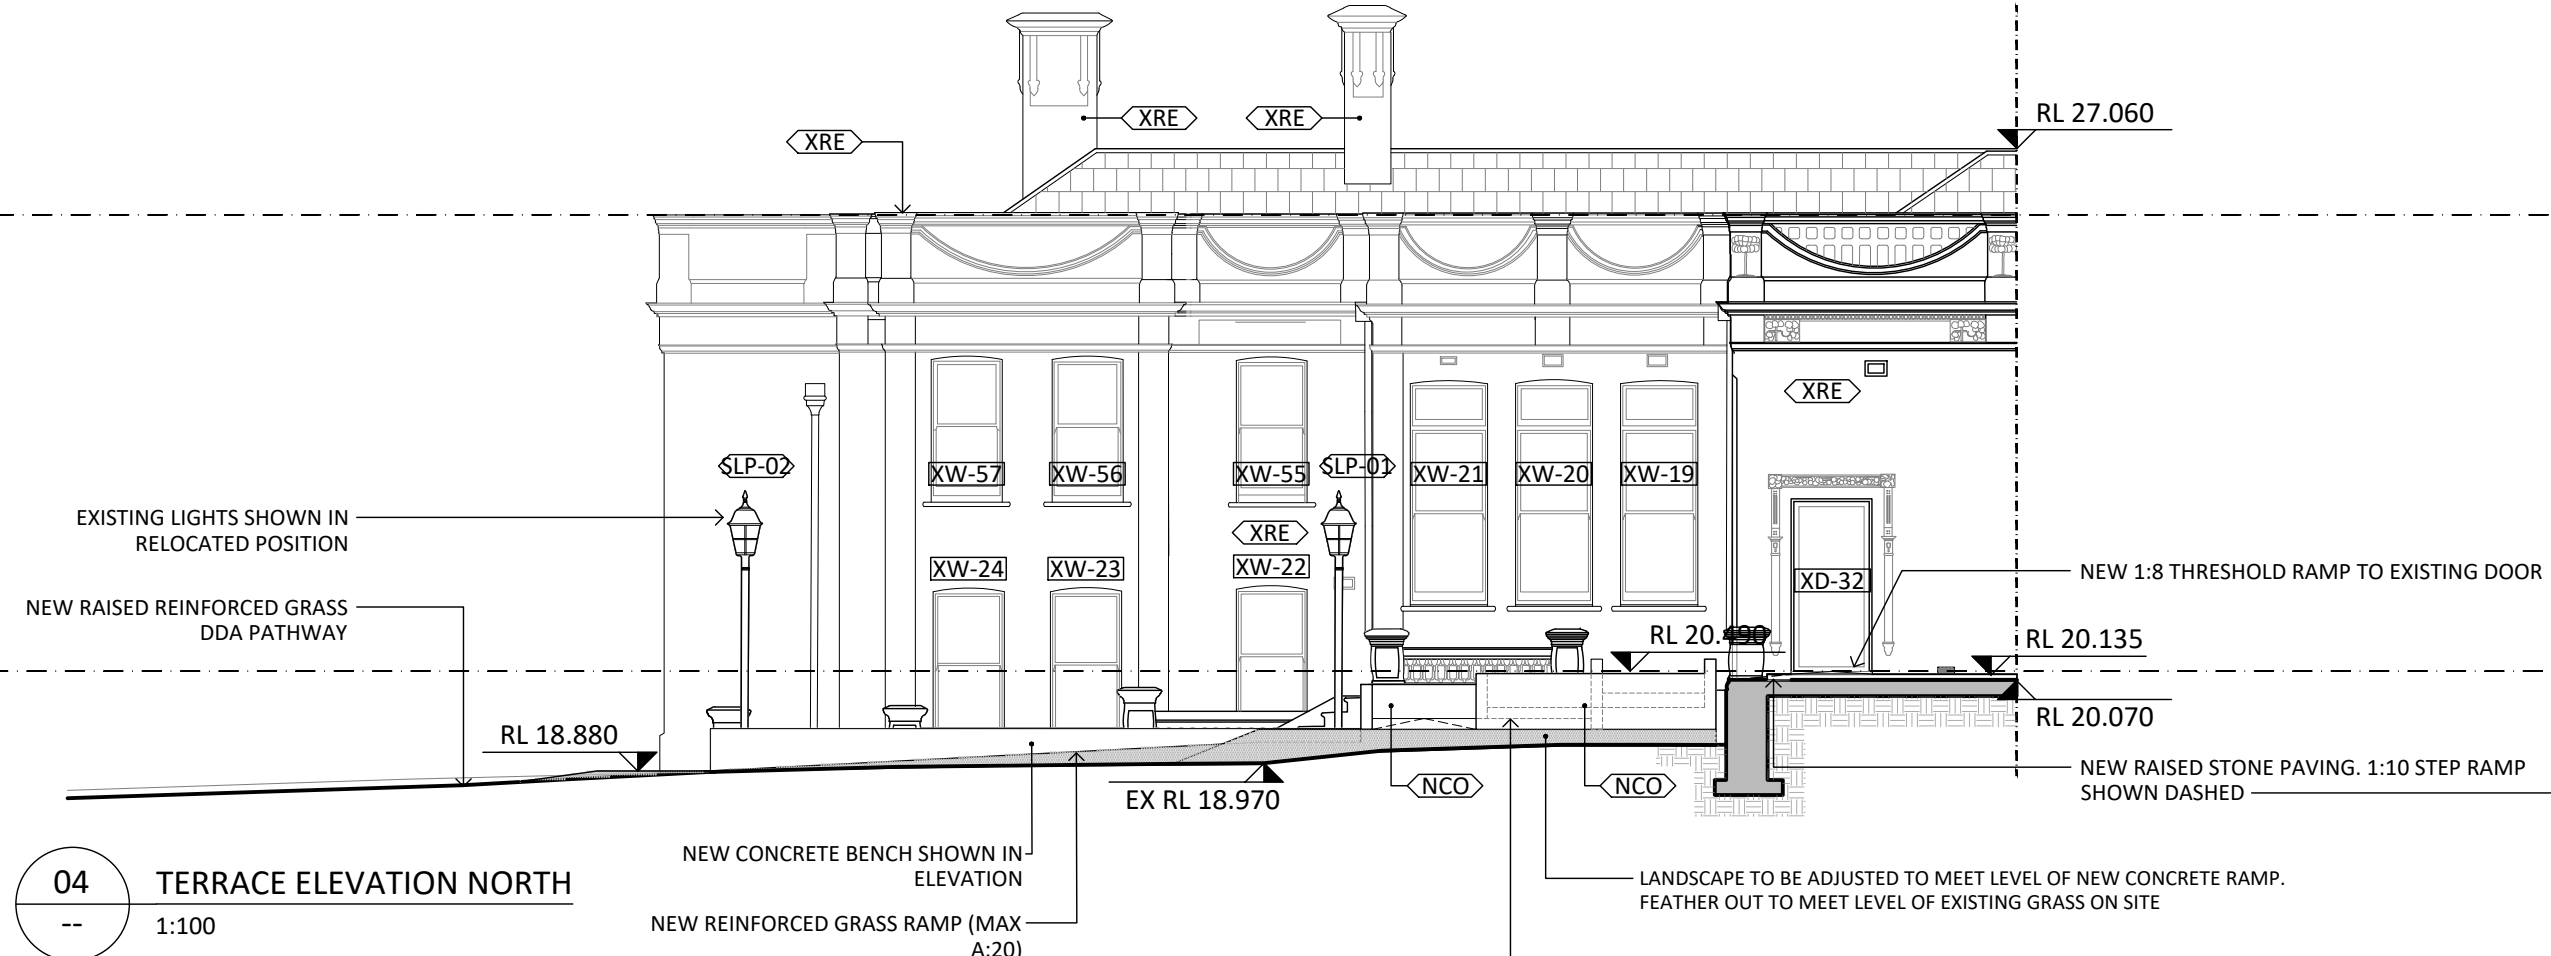 XRE
XRE
XRE
RL 27.060
XRE
SLP-02
XW-57
XW-56
XW-55
SLP-01
XW-21
XW-20
XW-19
EXISTING LIGHTS SHOWN IN
RELOCATED POSITION
XRE
XW-24
XW-23
XW-22
XD-32
NEW 1:8 THRESHOLD RAMP TO EXISTING DOOR
NEW RAISED REINFORCED GRASS
DDA PATHWAY
RL 20.190
RL 20.135
RL 20.070
RL 18.880
NEW RAISED STONE PAVING. 1:10 STEP RAMP
SHOWN DASHED
NCO
NCO
EX RL 18.970
NEW CONCRETE BENCH SHOWN IN
ELEVATION
04
--
TERRACE ELEVATION NORTH
1:100
LANDSCAPE TO BE ADJUSTED TO MEET LEVEL OF NEW CONCRETE RAMP.
FEATHER OUT TO MEET LEVEL OF EXISTING GRASS ON SITE
NEW REINFORCED GRASS RAMP (MAX
A:20)